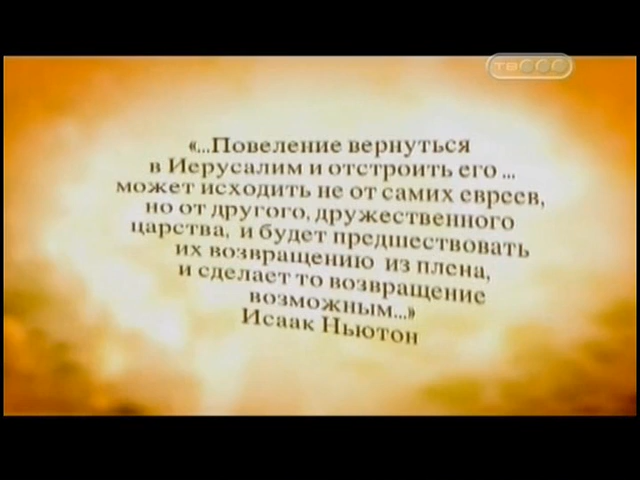 ТВ
«...Повеление вернуться
в Иерусалим и отстроить его ...
может исходить не от самих евреев,
но от другого, дружественного
царства, и будет предшествовать
их возвращению из плена,
и сделает то возвращение
возможным...»
Исаак Ньютон